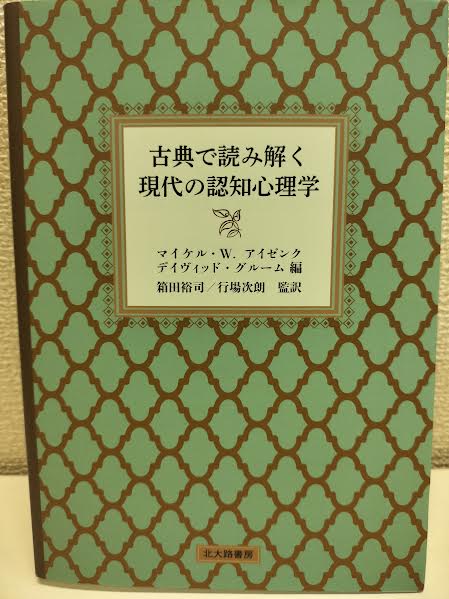 古典で読み解く
現代の認知心理学
マイケル・W. アイゼンク
デイヴィッド・グルーム 編
箱田裕司／行場次朗 監訳
北大路書房